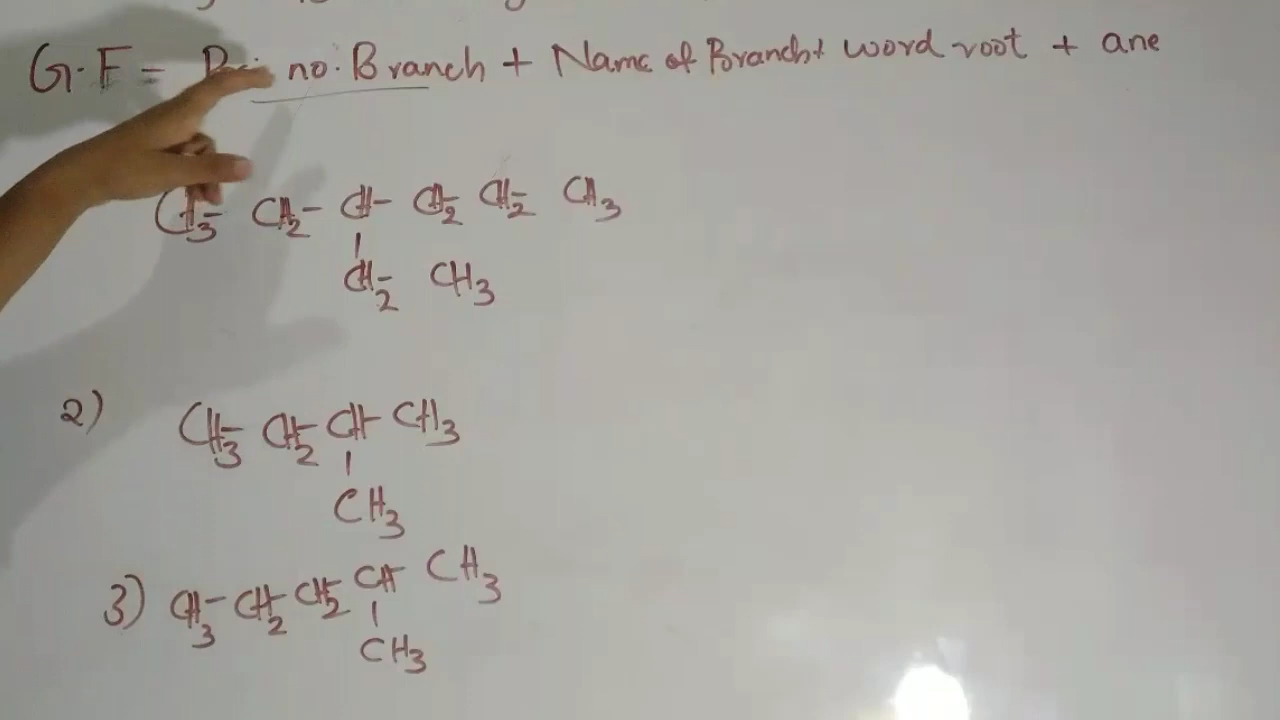 G.F = no. Branch + Name of Branch + word root + ane
CH3- CH2- CH- CH2- CH2- CH3
|
CH2- CH3
2) CH3- CH2- CH- CH3
|
CH3
3) CH3- CH2- CH2- CH- CH3
|
CH3